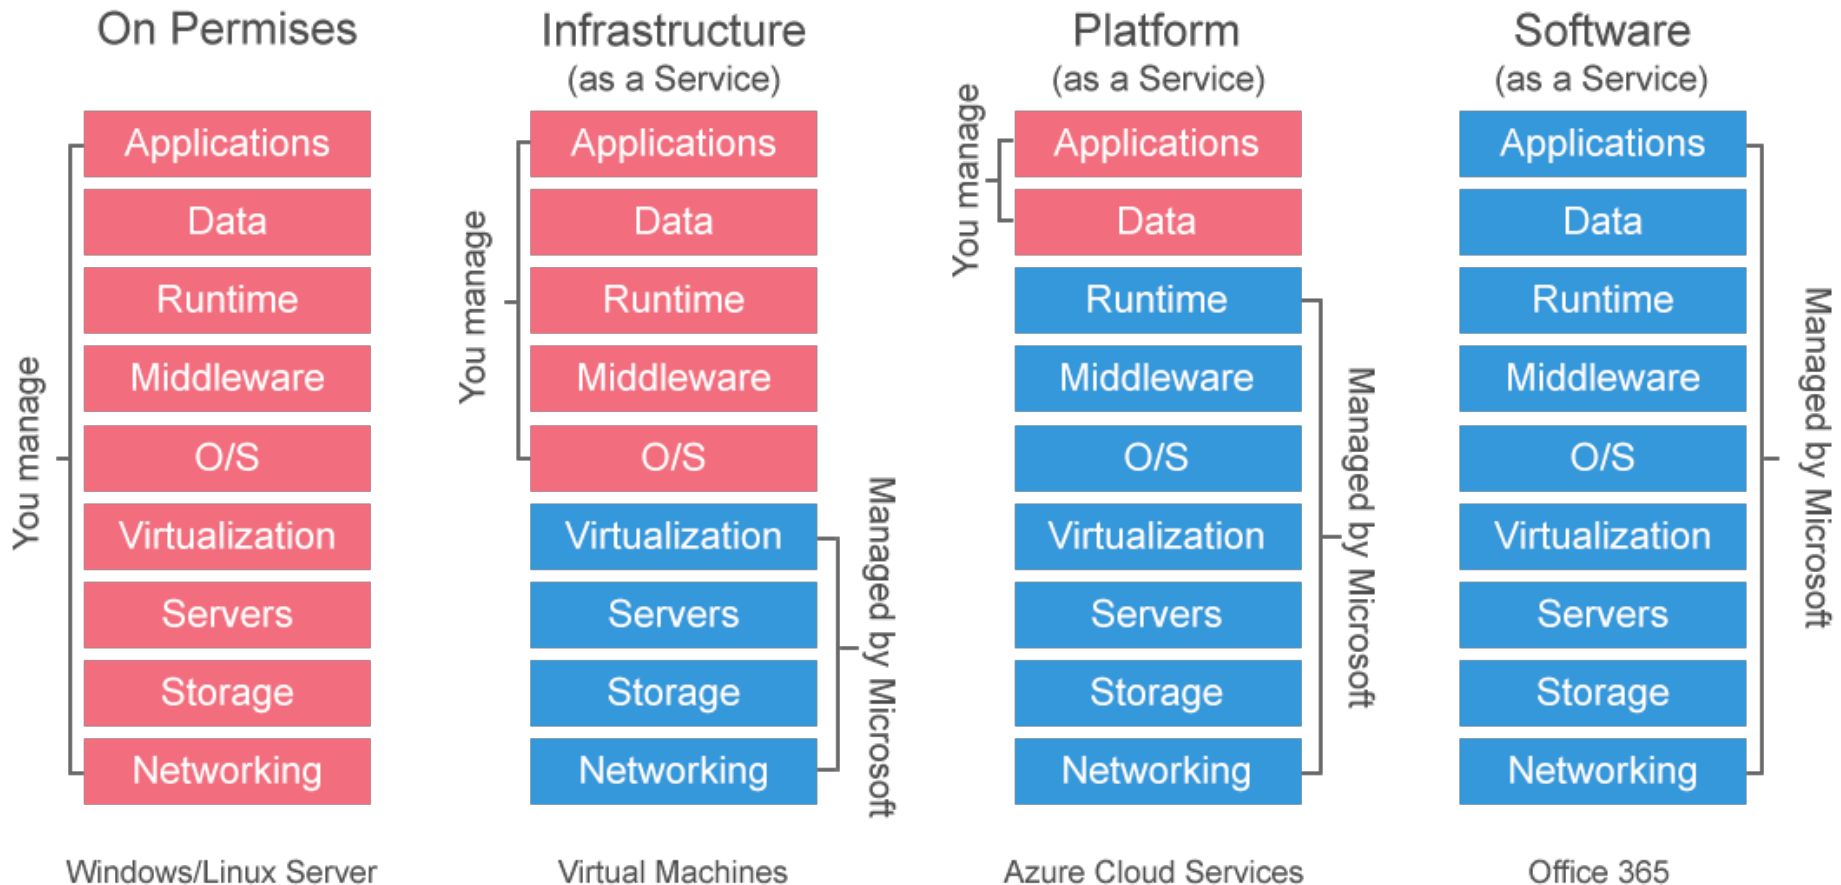 On Permises
Applications
Data
Runtime
Middleware
O/S
Virtualization
Servers
Storage
Networking
You manage
Windows/Linux Server
Infrastructure
(as a Service)
Applications
Data
Runtime
Middleware
O/S
Virtualization
Servers
Storage
Networking
You manage
Managed by Microsoft
Virtual Machines
Platform
(as a Service)
Applications
Data
Runtime
Middleware
O/S
Virtualization
Servers
Storage
Networking
You manage
Managed by Microsoft
Azure Cloud Services
Software
(as a Service)
Applications
Data
Runtime
Middleware
O/S
Virtualization
Servers
Storage
Networking
Managed by Microsoft
Office 365